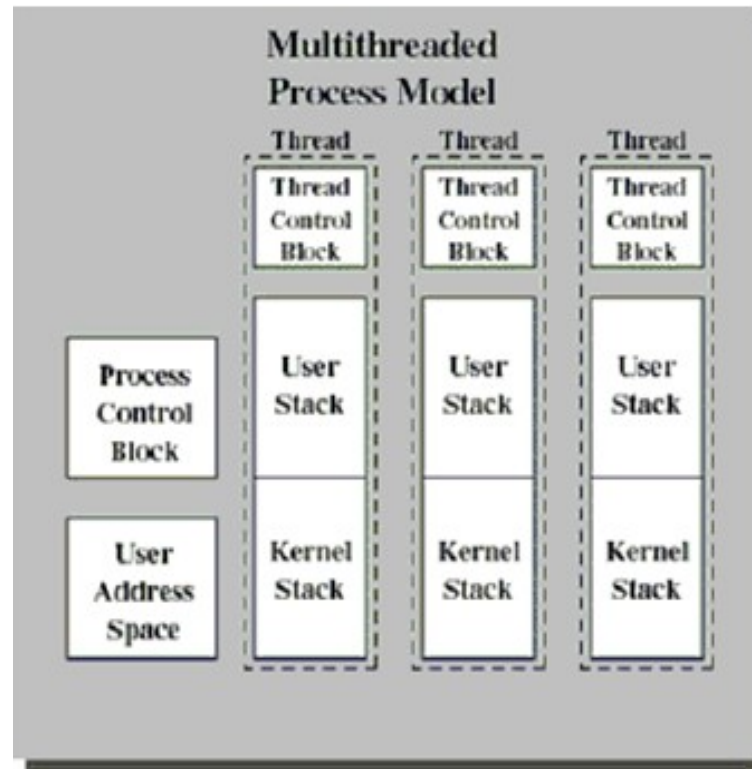 Multithreaded
Process Model
Thread
Thread
Control
Block
User
Stack
Kernel
Stack
Thread
Thread
Control
Block
User
Stack
Kernel
Stack
Thread
Thread
Control
Block
User
Stack
Kernel
Stack
Process
Control
Block
User
Address
Space